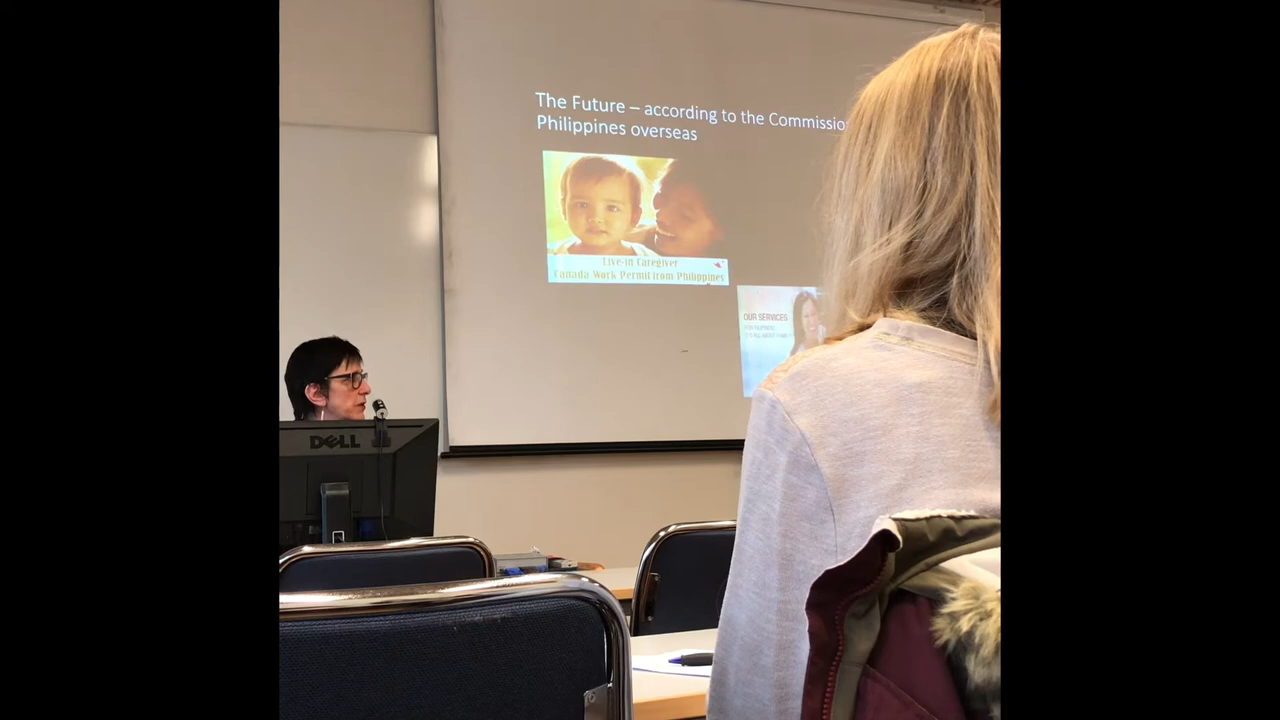 The Future – according to the Commissio
Philippines overseas
Live-in Caregiver
Canada Work Permit from Philippines
OUR SERVICES
DELL